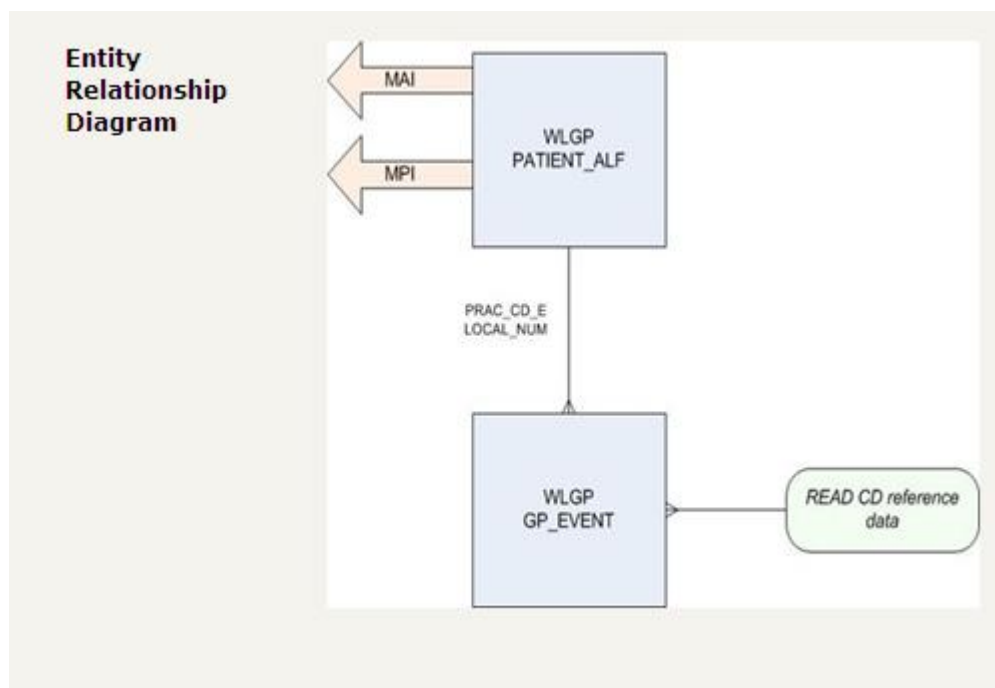 Entity
Relationship
Diagram
MAI
MPI
WLGP
PATIENT_ALF
PRAC_CD_E
LOCAL_NUM
WLGP
GP_EVENT
READ CD reference
data